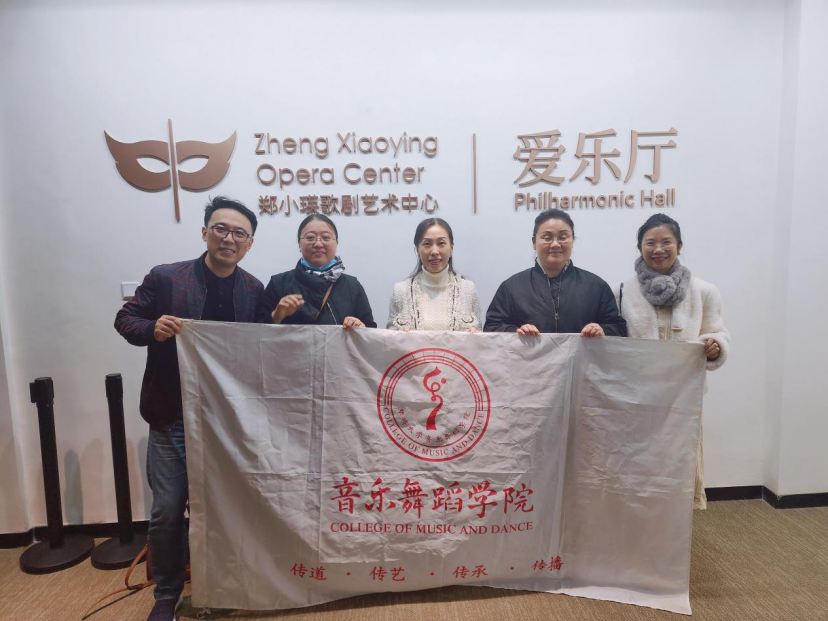 Zheng Xiaoying
Opera Center
郑小瑛歌剧艺术中心
爱乐厅
Philharmonic Hall
COLLEGE OF MUSIC AND DANCE
音乐舞蹈学院
COLLEGE OF MUSIC AND DANCE
传道 · 传艺 · 传承 · 传播